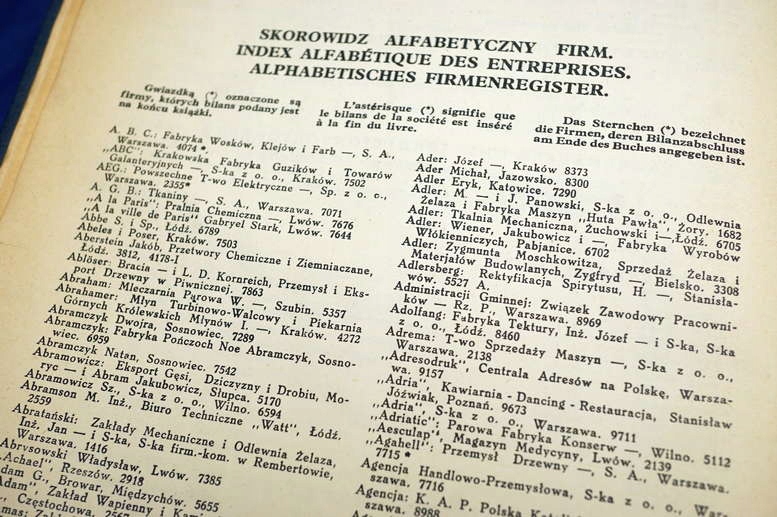 SKOROWIDZ ALFABETYCZNY FIRM.
INDEX ALFABÉTIQUE DES ENTREPRISES.
ALPHABETISCHES FIRMENREGISTER.
Gwiazdką (*) oznaczone są
firmy, których bilans podany jest
na końcu książki.
L'astérisque (*) signifie que
le bilans de la société est inséré
à la fin du livre.
Das Sternchen (*) bezeichnet
die Firmen, deren Bilanzabschluss
am Ende des Buches angegeben ist.
A. B. C.: Fabryka Wosków, Klejów i Farb —, S. A.,
Warszawa. 4074 *.
„ABC": Krakowska Fabryka Guzików i Towarów
Galanteryjnych —, S-ka z o. o., Kraków. 7502
AEG.: Powszechne T-wo Elektryczne —, Sp. z o. o.,
Warszawa. 2355*
A. G. B.: Tkaniny —, S. A., Warszawa. 7071
„A la Paris": Pralnia Chemiczna —, Lwów. 7676
„A la ville de Paris" Gabryel Stark, Lwów. 7644
Abbe S. i Sp., Łódź. 6789
Abeles i Poser, Kraków. 7503
Aberstein Jakób, Przetwory Chemiczne i Ziemniaczane,
Łódź. 3812, 4178-I
Ablöser: Bracia — i L. D. Kornreich, Przemysł i Eks-
port Drzewny w Piwnicznej. 7863
Abraham: Mleczarnia Parowa W. —, Szubin. 5357
Abrahamer: Młyn Turbinowo-Walcowy i Piekarnia
Górnych Królewskich Młynów I. —, Kraków. 4272
Abramczyk Dwojra, Sosnowiec. 7289
Abramczyk: Fabryka Pończoch Noe Abramczyk, Sosno-
wiec. 6959
Abramczyk Natan, Sosnowiec. 7542
Abramowicz: Eksport Gęsi, Dziczyzny i Drobiu, Mo-
ryc — i Abram Jakubowicz, Słupca. 5170
Abramowicz Sz., S-ka z o. o., Wilno. 6594
Abramson M. Inż., Biuro Techniczne „Watt", Łódź.
2559
Abratański: Zakłady Mechaniczne i Odlewnia Żelaza,
Inż. Jan — i S-ka, S-ka firm.-kom. w Rembertowie,
Warszawa. 1416
Abrysowski Władysław, Lwów. 7385
„Achael", Rzeszów. 2918
Adam G., Browar, Międzychów. 5655
Adam", Zakład Wapienny i
Częstochowa. 2567
Ader: Józef —, Kraków 8373
Ader Michał, Jazowsko. 8300
Adler Eryk, Katowice. 7290
Adler: M. — i J. Panowski, S-ka z o. o., Odlewnia
Żelaza i Fabryka Maszyn „Huta Pawła", Żory. 1682
Adler: Tkalnia Mechaniczna, Żuchowski i —, Łódź. 6705
Adler: Wiener, Jakubowicz i —, Fabryka Wyrobów
Włókienniczych, Pabjanice. 6702
Adler: Zygmunta Moschkowitza, Sprzedaż Żelaza i
Materjałów Budowlanych, Zygfryd —, Bielsko. 3308
Adlersberg: Rektyfikacja Spirytusu, H. —, Stanisła-
wów. 5527 A.
Administracji Gminnej: Związek Zawodowy Pracowni-
ków — Rz. P., Warszawa. 8969
Adolfang: Fabryka Tektury, Inż. Józef — i S-ka, S-ka
z o. o., Łódź. 8460
Adrema: T-wo Sprzedaży Maszyn —, S-ka z o. o.,
Warszawa. 2138
„Adresodruk", Centrala Adresów na Polskę, Warsza-
wa. 9157
„Adria", Kawiarnia - Dancing - Restauracja, Stanisław
Jóźwiak, Poznań. 9673
„Adria", S-ka z o. o., Warszawa. 9711
„Adriatic": Parowa Fabryka Konserw —, Wilno. 5112
„Aesculap", Magazyn Medycyny, Lwów. 2139
„Agahell": Przemysł Drzewny —, S. A., Warszawa.
7715 *
Agencja Handlowo-Przemysłowa, S-ka z o. o., War-
szawa. 7716
Agencja: K. A. P. Polska
szawa. 8988